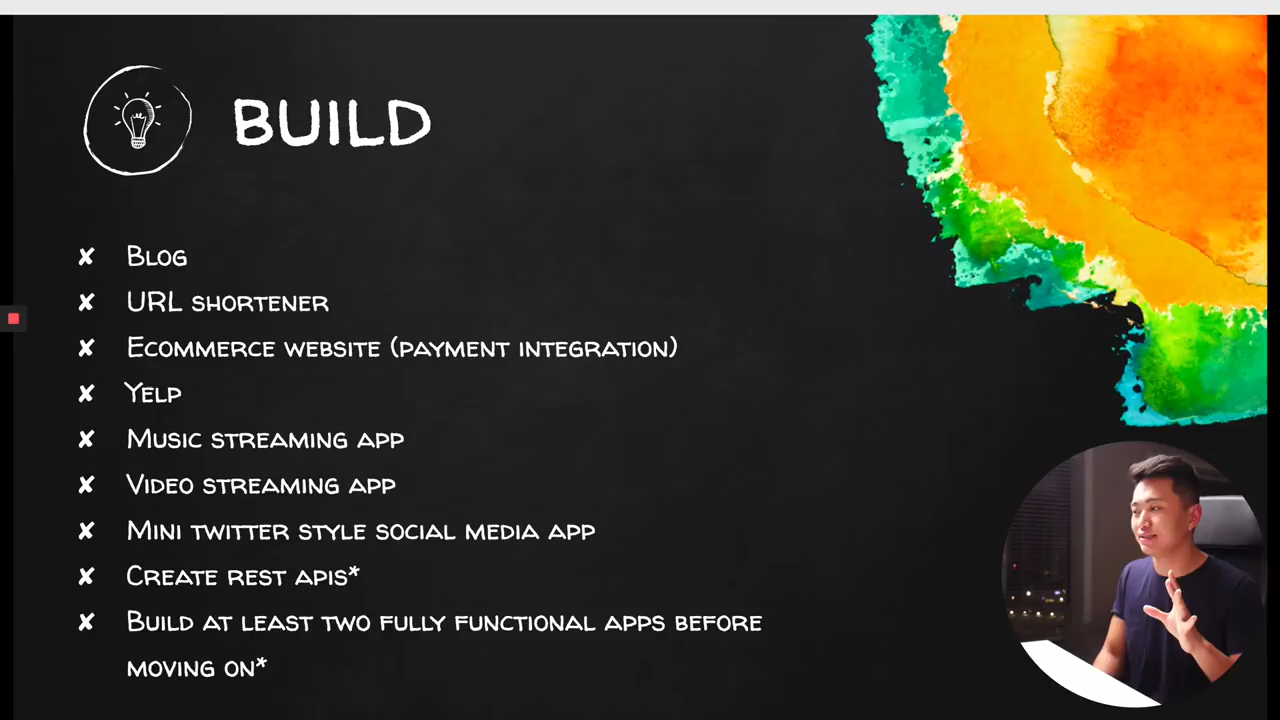 BUILD
✘ BLOG
✘ URL SHORTENER
✘ ECOMMERCE WEBSITE (PAYMENT INTEGRATION)
✘ YELP
✘ MUSIC STREAMING APP
✘ VIDEO STREAMING APP
✘ MINI TWITTER STYLE SOCIAL MEDIA APP
✘ CREATE REST APIS*
✘ BUILD AT LEAST TWO FULLY FUNCTIONAL APPS BEFORE
MOVING ON*